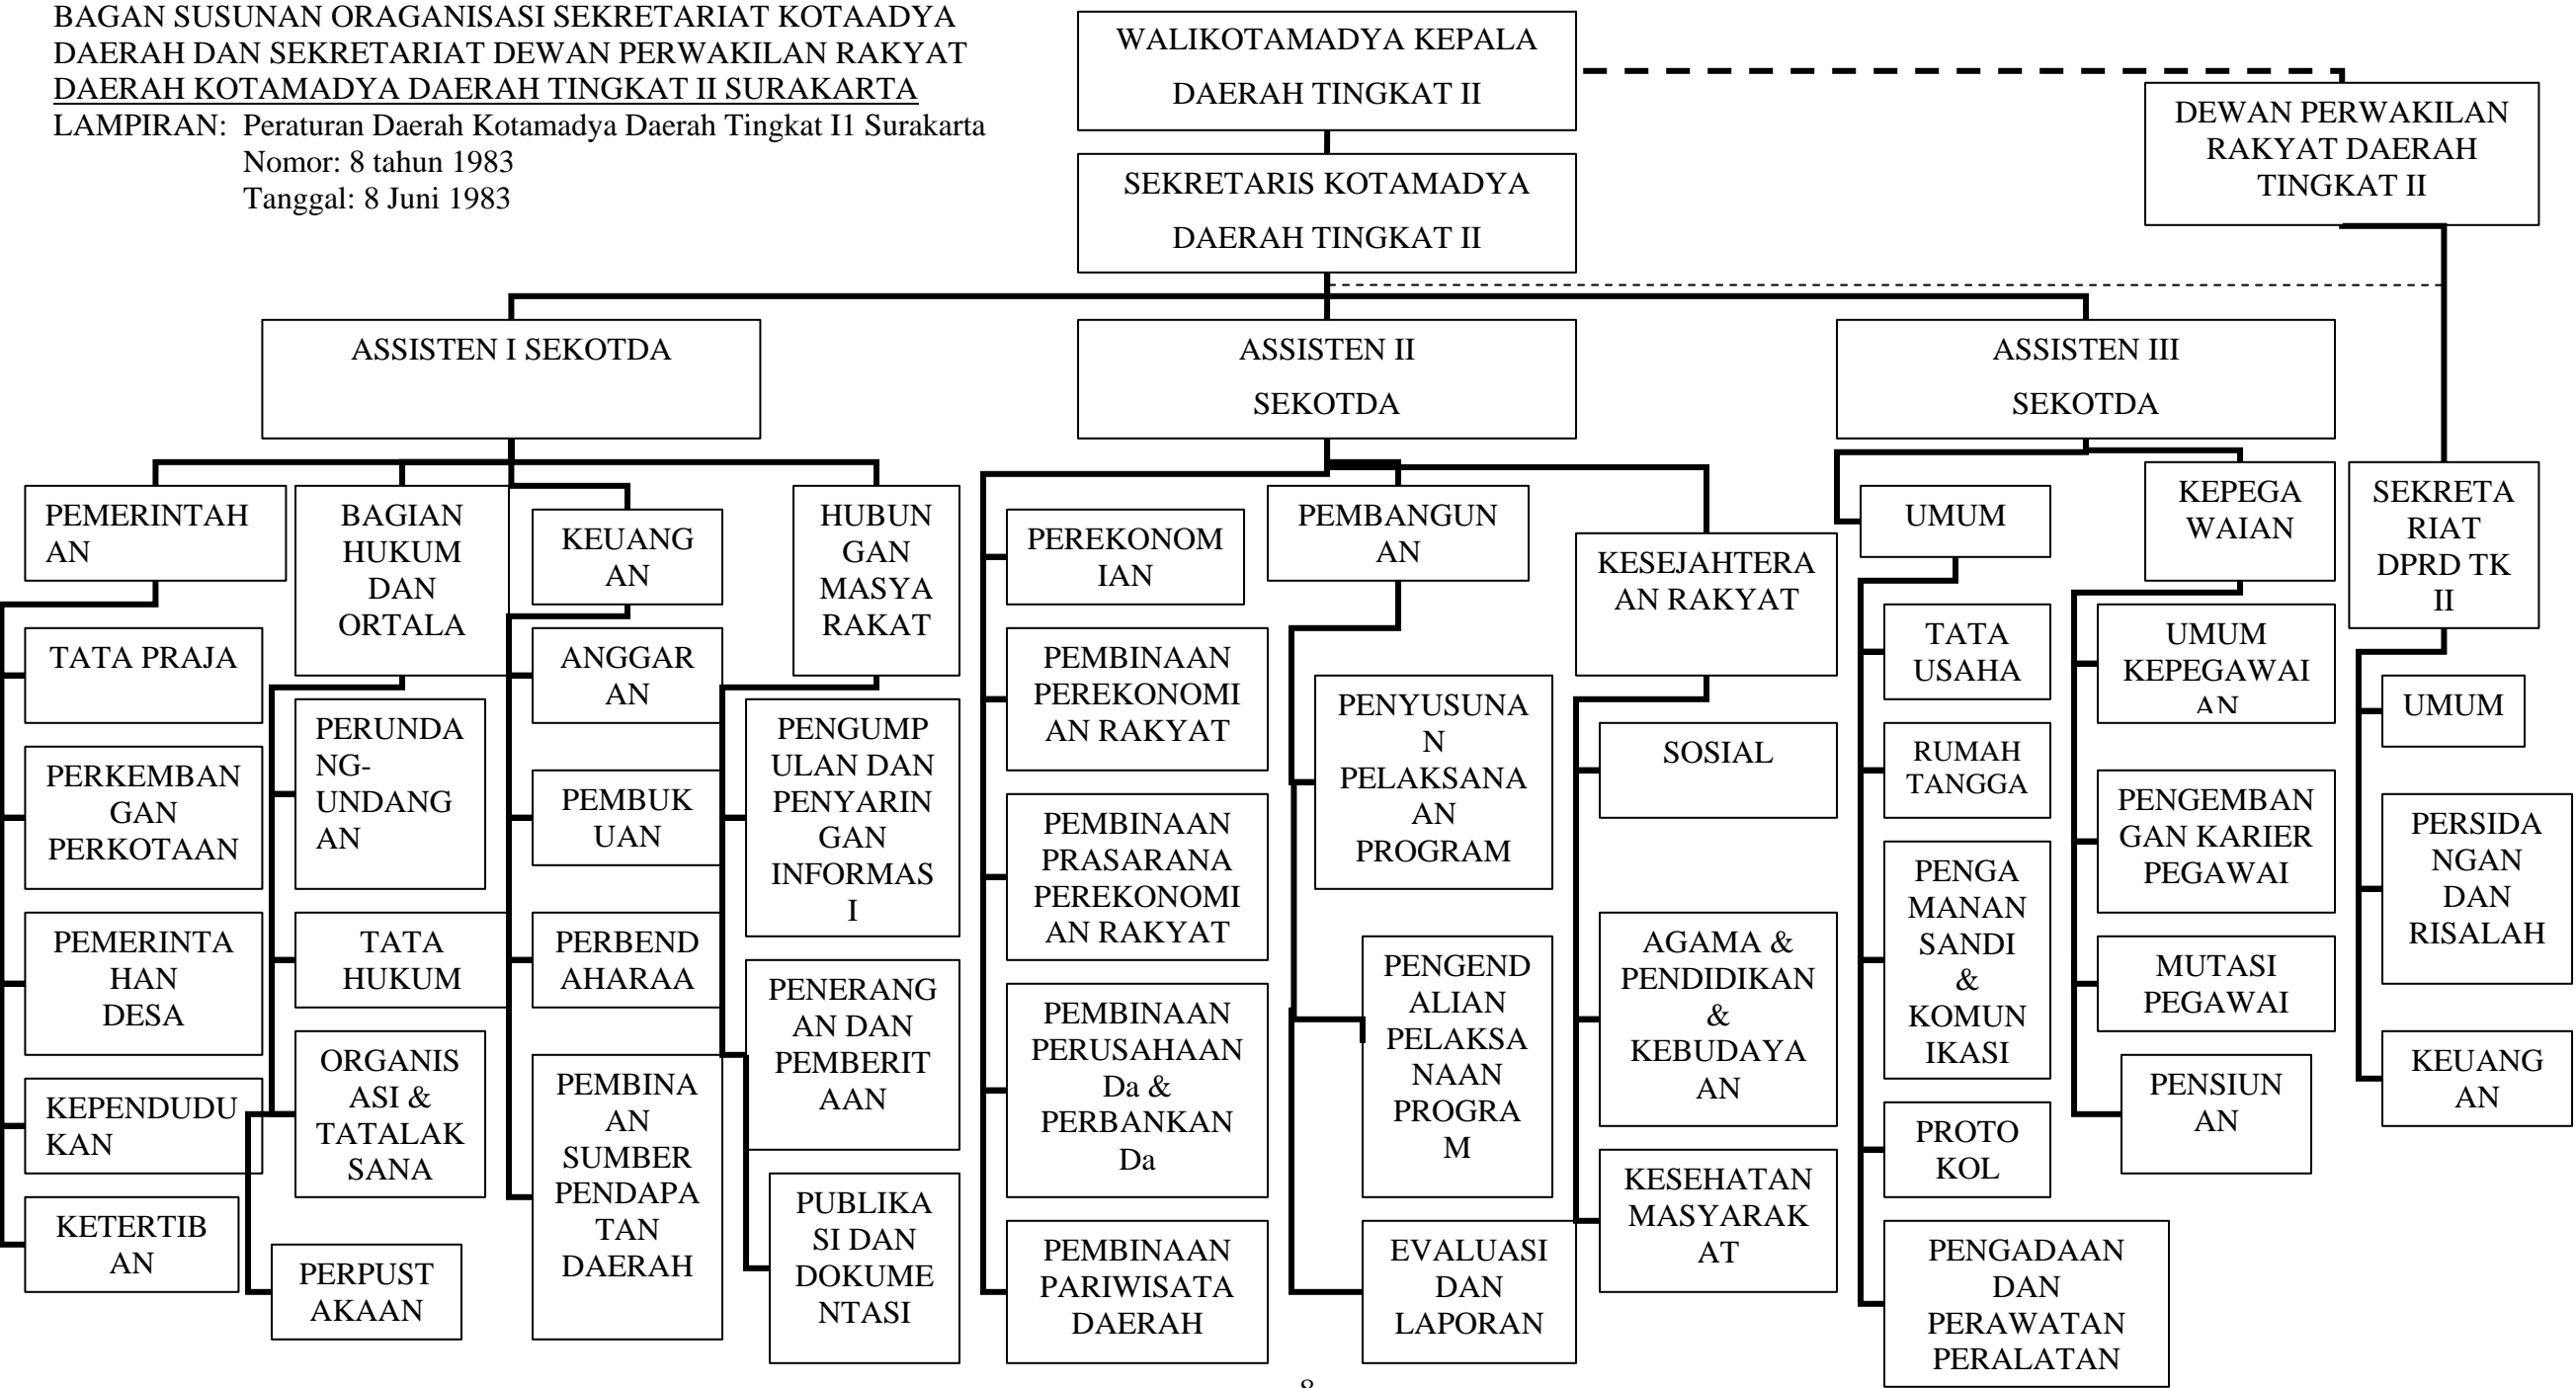 BAGAN SUSUNAN ORAGANISASI SEKRETARIAT KOTAADYA
DAERAH DAN SEKRETARIAT DEWAN PERWAKILAN RAKYAT
DAERAH KOTAMADYA DAERAH TINGKAT II SURAKARTA
LAMPIRAN: Peraturan Daerah Kotamadya Daerah Tingkat I1 Surakarta
Nomor: 8 tahun 1983
Tanggal: 8 Juni 1983
WALIKOTAMADYA KEPALA
DAERAH TINGKAT II
DEWAN PERWAKILAN
RAKYAT DAERAH
TINGKAT II
SEKRETARIS KOTAMADYA
DAERAH TINGKAT II
ASSISTEN I SEKOTDA
ASSISTEN II
SEKOTDA
ASSISTEN III
SEKOTDA
PEMERINTAH
AN
BAGIAN
HUKUM
DAN
ORTALA
KEUANG
AN
HUBUN
GAN
MASYA
RAKAT
PEREKONOM
IAN
PEMBANGUN
AN
KESEJAHTERA
AN RAKYAT
UMUM
KEPEGA
WAIAN
SEKRETA
RIAT
DPRD TK
II
TATA PRAJA
PERKEMBAN
GAN
PERKOTAAN
PEMERINTA
HAN
DESA
KEPENDUDU
KAN
KETERTIB
AN
PERUNDA
NG-
UNDANG
AN
TATA
HUKUM
ORGANIS
ASI &
TATALAK
SANA
PERPUST
AKAAN
ANGGAR
AN
PEMBUK
UAN
PERBEND
AHARAA
PEMBINA
AN
SUMBER
PENDAPA
TAN
DAERAH
PENGUMP
ULAN DAN
PENYARIN
GAN
INFORMAS
I
PENERANG
AN DAN
PEMBERIT
AAN
PUBLIKA
SI DAN
DOKUME
NTASI
PEMBINAAN
PEREKONOMI
AN RAKYAT
PEMBINAAN
PRASARANA
PEREKONOMI
AN RAKYAT
PEMBINAAN
PERUSAHAAN
Da &
PERBANKAN
Da
PEMBINAAN
PARIWISATA
DAERAH
PENYUSUNA
N
PELAKSANA
AN
PROGRAM
PENGEND
ALIAN
PELAKSA
NAAN
PROGRA
M
EVALUASI
DAN
LAPORAN
SOSIAL
AGAMA &
PENDIDIKAN
&
KEBUDAYA
AN
KESEHATAN
MASYARAK
AT
TATA
USAHA
RUMAH
TANGGA
PENGA
MANAN
SANDI
&
KOMUN
IKASI
PROTO
KOL
PENGADAAN
DAN
PERAWATAN
PERALATAN
UMUM
KEPEGAWAI
AN
PENGEMBAN
GAN KARIER
PEGAWAI
MUTASI
PEGAWAI
PENSIUN
AN
UMUM
PERSIDA
NGAN
DAN
RISALAH
KEUANG
AN
8